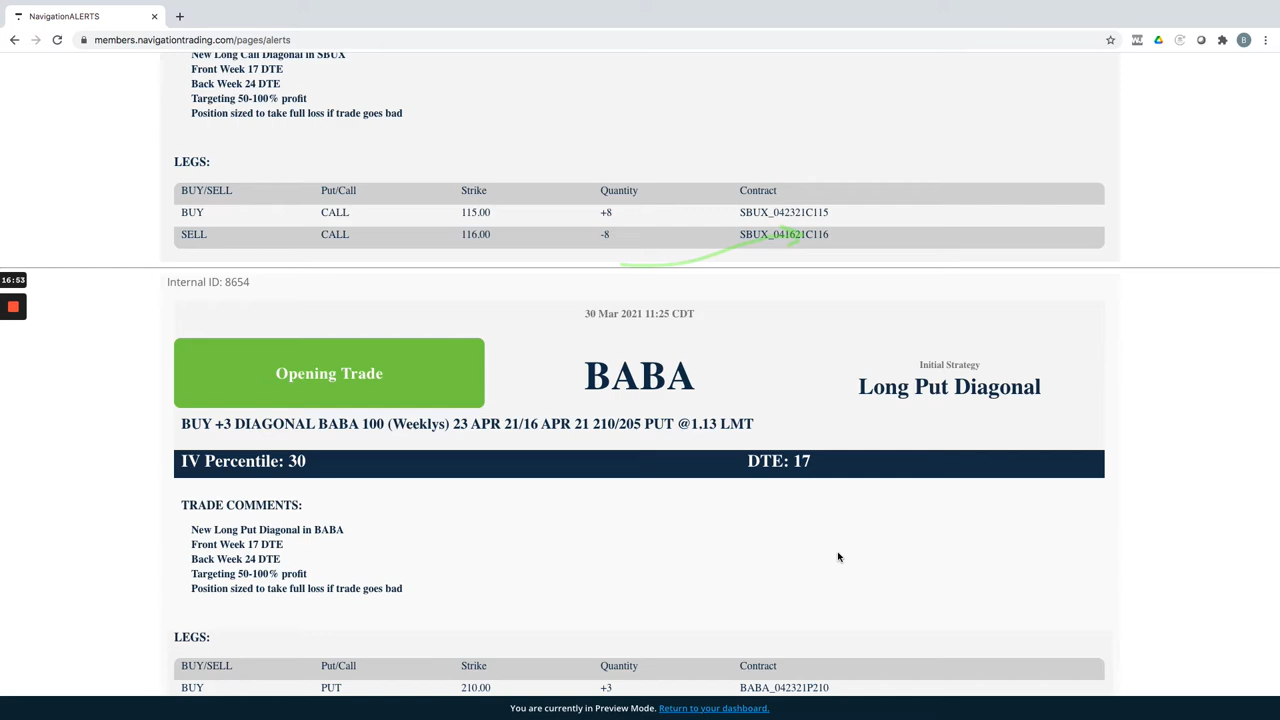 NavigationALERTS
members.navigationtrading.com/pages/alerts
B
New Long Call Diagonal in SBUX
Front Week 17 DTE
Back Week 24 DTE
Targeting 50-100% profit
Position sized to take full loss if trade goes bad
LEGS:
BUY/SELL Put/Call Strike Quantity Contract
BUY CALL 115.00 +8 SBUX_042321C115
SELL CALL 116.00 -8 SBUX_041621C116
16:53
Internal ID: 8654
30 Mar 2021 11:25 CDT
Opening Trade
BABA
Initial Strategy
Long Put Diagonal
BUY +3 DIAGONAL BABA 100 (Weeklys) 23 APR 21/16 APR 21 210/205 PUT @1.13 LMT
IV Percentile: 30 DTE: 17
TRADE COMMENTS:
New Long Put Diagonal in BABA
Front Week 17 DTE
Back Week 24 DTE
Targeting 50-100% profit
Position sized to take full loss if trade goes bad
LEGS:
BUY/SELL Put/Call Strike Quantity Contract
BUY PUT 210.00 +3 BABA_042321P210
You are currently in Preview Mode. Return to your dashboard.